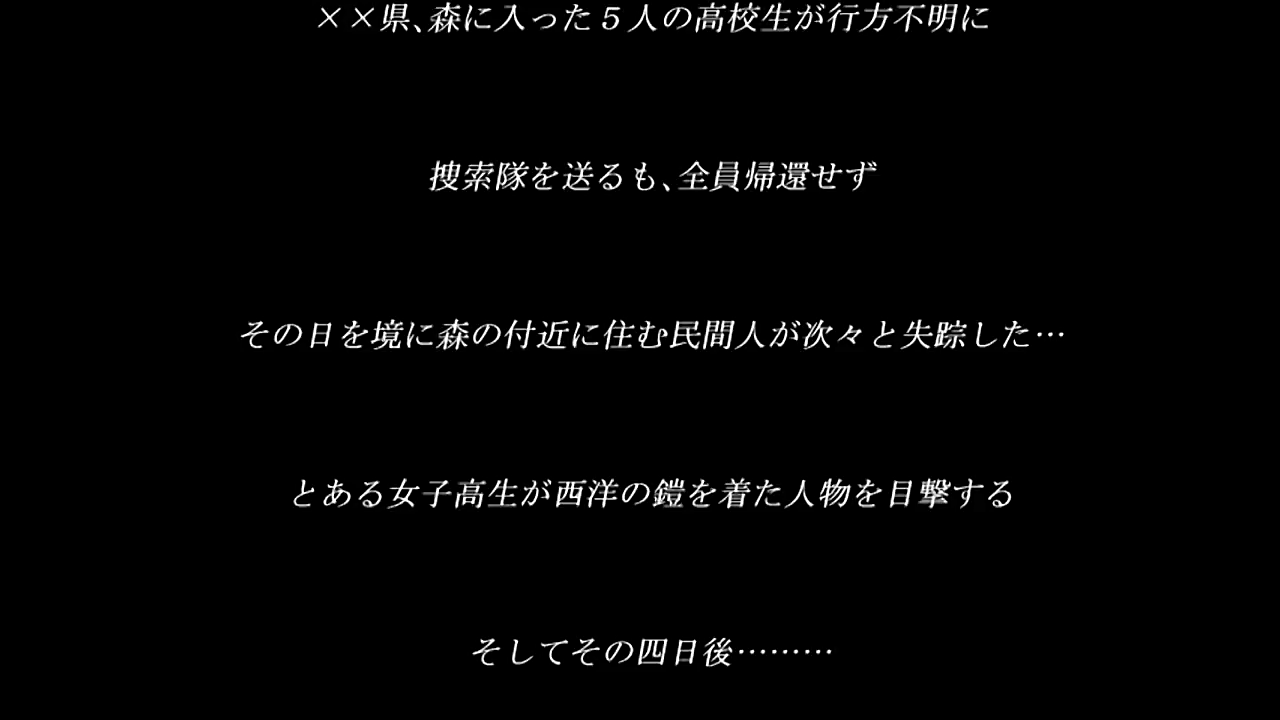 ××県、森に入った５人の高校生が行方不明に
捜索隊を送るも、全員帰還せず
その日を境に森の付近に住む民間人が次々と失踪した…
とある女子高生が西洋の鎧を着た人物を目撃する
そしてその四日後………